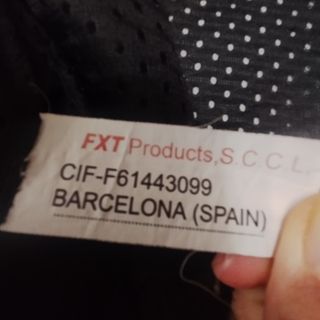 FXT Products,S.C.C.L.
CIF-F61443099
BARCELONA (SPAIN)